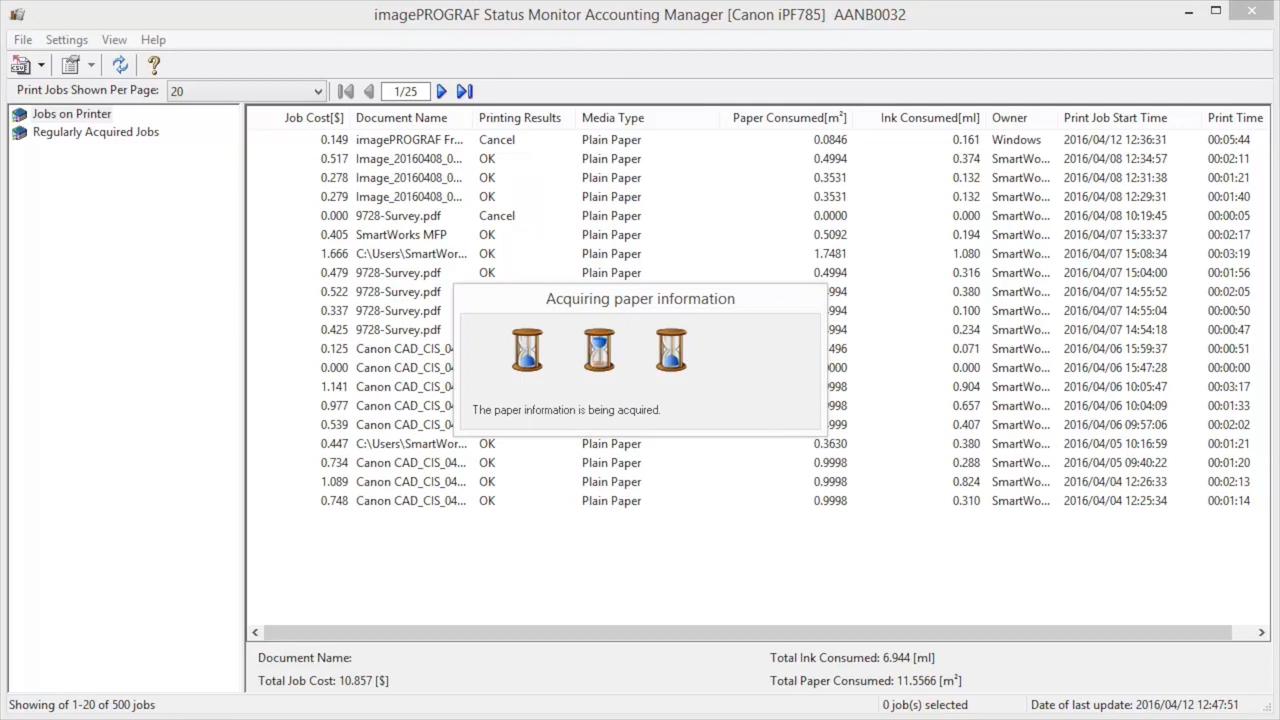 imagePROGRAF Status Monitor Accounting Manager [Canon iPF785] AANB0032
File Settings View Help
CSV ?
Print Jobs Shown Per Page: 20 1/25
Jobs on Printer
Regularly Acquired Jobs
Job Cost[$] Document Name Printing Results Media Type Paper Consumed[m²] Ink Consumed[ml] Owner Print Job Start Time Print Time
0.149 imagePROGRAF Fr... Cancel Plain Paper 0.0846 0.161 Windows 2016/04/12 12:36:31 00:05:44
0.517 Image_20160408_0... OK Plain Paper 0.4994 0.374 SmartWo... 2016/04/08 12:34:57 00:02:11
0.278 Image_20160408_0... OK Plain Paper 0.3531 0.132 SmartWo... 2016/04/08 12:31:38 00:01:21
0.279 Image_20160408_0... OK Plain Paper 0.3531 0.132 SmartWo... 2016/04/08 12:29:31 00:01:40
0.000 9728-Survey.pdf Cancel Plain Paper 0.0000 0.000 SmartWo... 2016/04/08 10:19:45 00:00:05
0.405 SmartWorks MFP OK Plain Paper 0.5092 0.194 SmartWo... 2016/04/07 15:33:37 00:02:17
1.666 C:\Users\SmartWor... OK Plain Paper 1.7481 1.080 SmartWo... 2016/04/07 15:08:34 00:03:19
0.479 9728-Survey.pdf OK Plain Paper 0.4994 0.316 SmartWo... 2016/04/07 15:04:00 00:01:56
0.522 9728-Survey.pdf 994 0.380 SmartWo... 2016/04/07 14:55:52 00:02:05
0.337 9728-Survey.pdf 994 0.100 SmartWo... 2016/04/07 14:55:04 00:00:50
0.425 9728-Survey.pdf 994 0.234 SmartWo... 2016/04/07 14:54:18 00:00:47
0.125 Canon CAD_CIS_04 496 0.071 SmartWo... 2016/04/06 15:59:37 00:00:51
0.000 Canon CAD_CIS_04 000 0.000 SmartWo... 2016/04/06 15:47:28 00:00:00
1.141 Canon CAD_CIS_04 998 0.904 SmartWo... 2016/04/06 10:05:47 00:03:17
0.977 Canon CAD_CIS_04 998 0.657 SmartWo... 2016/04/06 10:04:09 00:01:33
0.539 Canon CAD_CIS_04 999 0.407 SmartWo... 2016/04/06 09:57:06 00:02:02
0.447 C:\Users\SmartWor... OK Plain Paper 0.3630 0.380 SmartWo... 2016/04/05 10:16:59 00:01:21
0.734 Canon CAD_CIS_04... OK Plain Paper 0.9998 0.288 SmartWo... 2016/04/05 09:40:22 00:01:20
1.089 Canon CAD_CIS_04... OK Plain Paper 0.9998 0.824 SmartWo... 2016/04/04 12:26:33 00:02:13
0.748 Canon CAD_CIS_04... OK Plain Paper 0.9998 0.310 SmartWo... 2016/04/04 12:25:34 00:01:14
Acquiring paper information
The paper information is being acquired.
Document Name: Total Ink Consumed: 6.944 [ml]
Total Job Cost: 10.857 [$] Total Paper Consumed: 11.5566 [m²]
Showing of 1-20 of 500 jobs 0 job(s) selected Date of last update: 2016/04/12 12:47:51